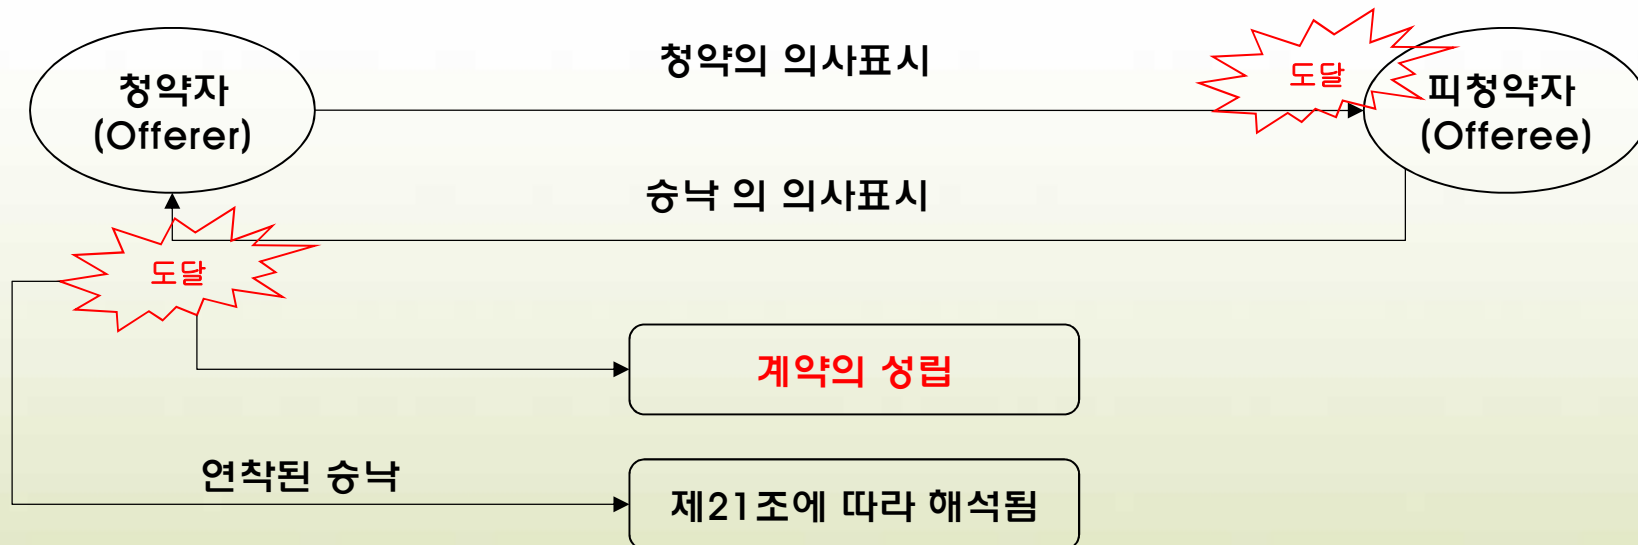 청약의 의사표시
청약자
(Offerer)
도달
피청약자
(Offeree)
승낙 의 의사표시
도달
계약의 성립
연착된 승낙
제21조에 따라 해석됨